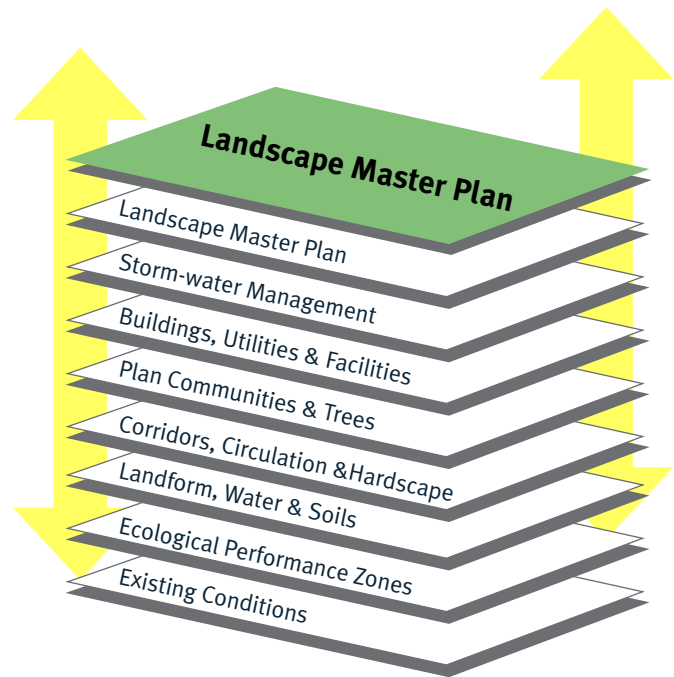 Landscape Master Plan
Landscape Master Plan
Storm-water Management
Buildings, Utilities & Facilities
Plan Communities & Trees
Corridors, Circulation &Hardscape
Landform, Water & Soils
Ecological Performance Zones
Existing Conditions